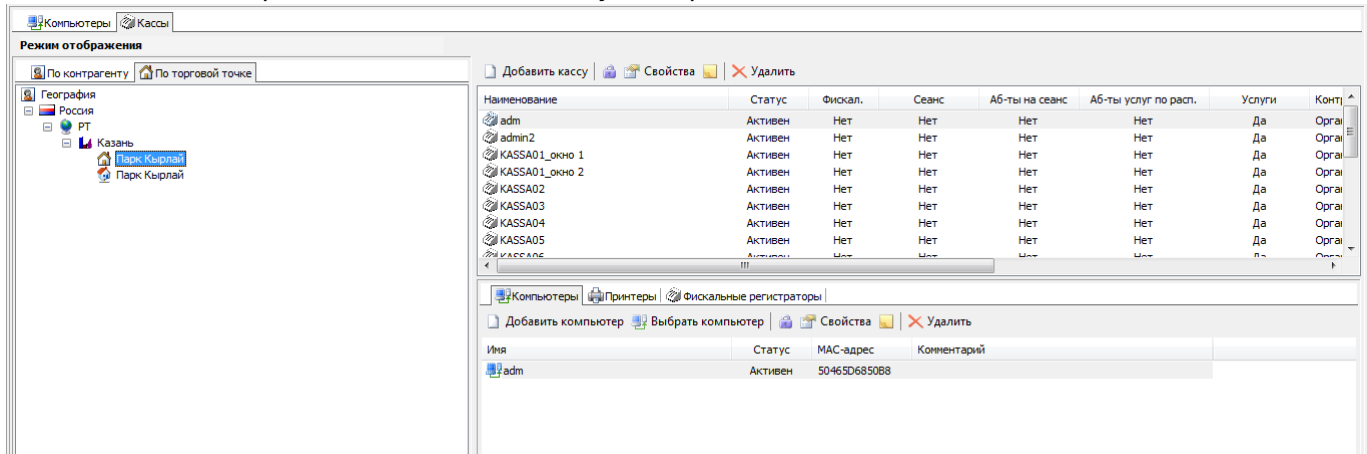 Компьютеры Кассы
Режим отображения
По контрагенту По торговой точке
География
Россия
РТ
Казань
Парк Кырлай
Парк Кырлай
Добавить кассу Свойства Удалить
Наименование Статус Фискал. Сеанс Аб-ты на сеанс Аб-ты услуг по расп. Услуги
adm Активен Нет Нет Нет Нет Да
admin2 Активен Нет Нет Нет Нет Да
KASSA01_окно 1 Активен Нет Нет Нет Нет Да
KASSA01_окно 2 Активен Нет Нет Нет Нет Да
KASSA02 Активен Нет Нет Нет Нет Да
KASSA03 Активен Нет Нет Нет Нет Да
KASSA04 Активен Нет Нет Нет Нет Да
KASSA05 Активен Нет Нет Нет Нет Да
Компьютеры Принтеры Фискальные регистраторы
Добавить компьютер Выбрать компьютер Свойства Удалить
Имя Статус MAC-адрес Комментарий
adm Активен 50465D6850B8